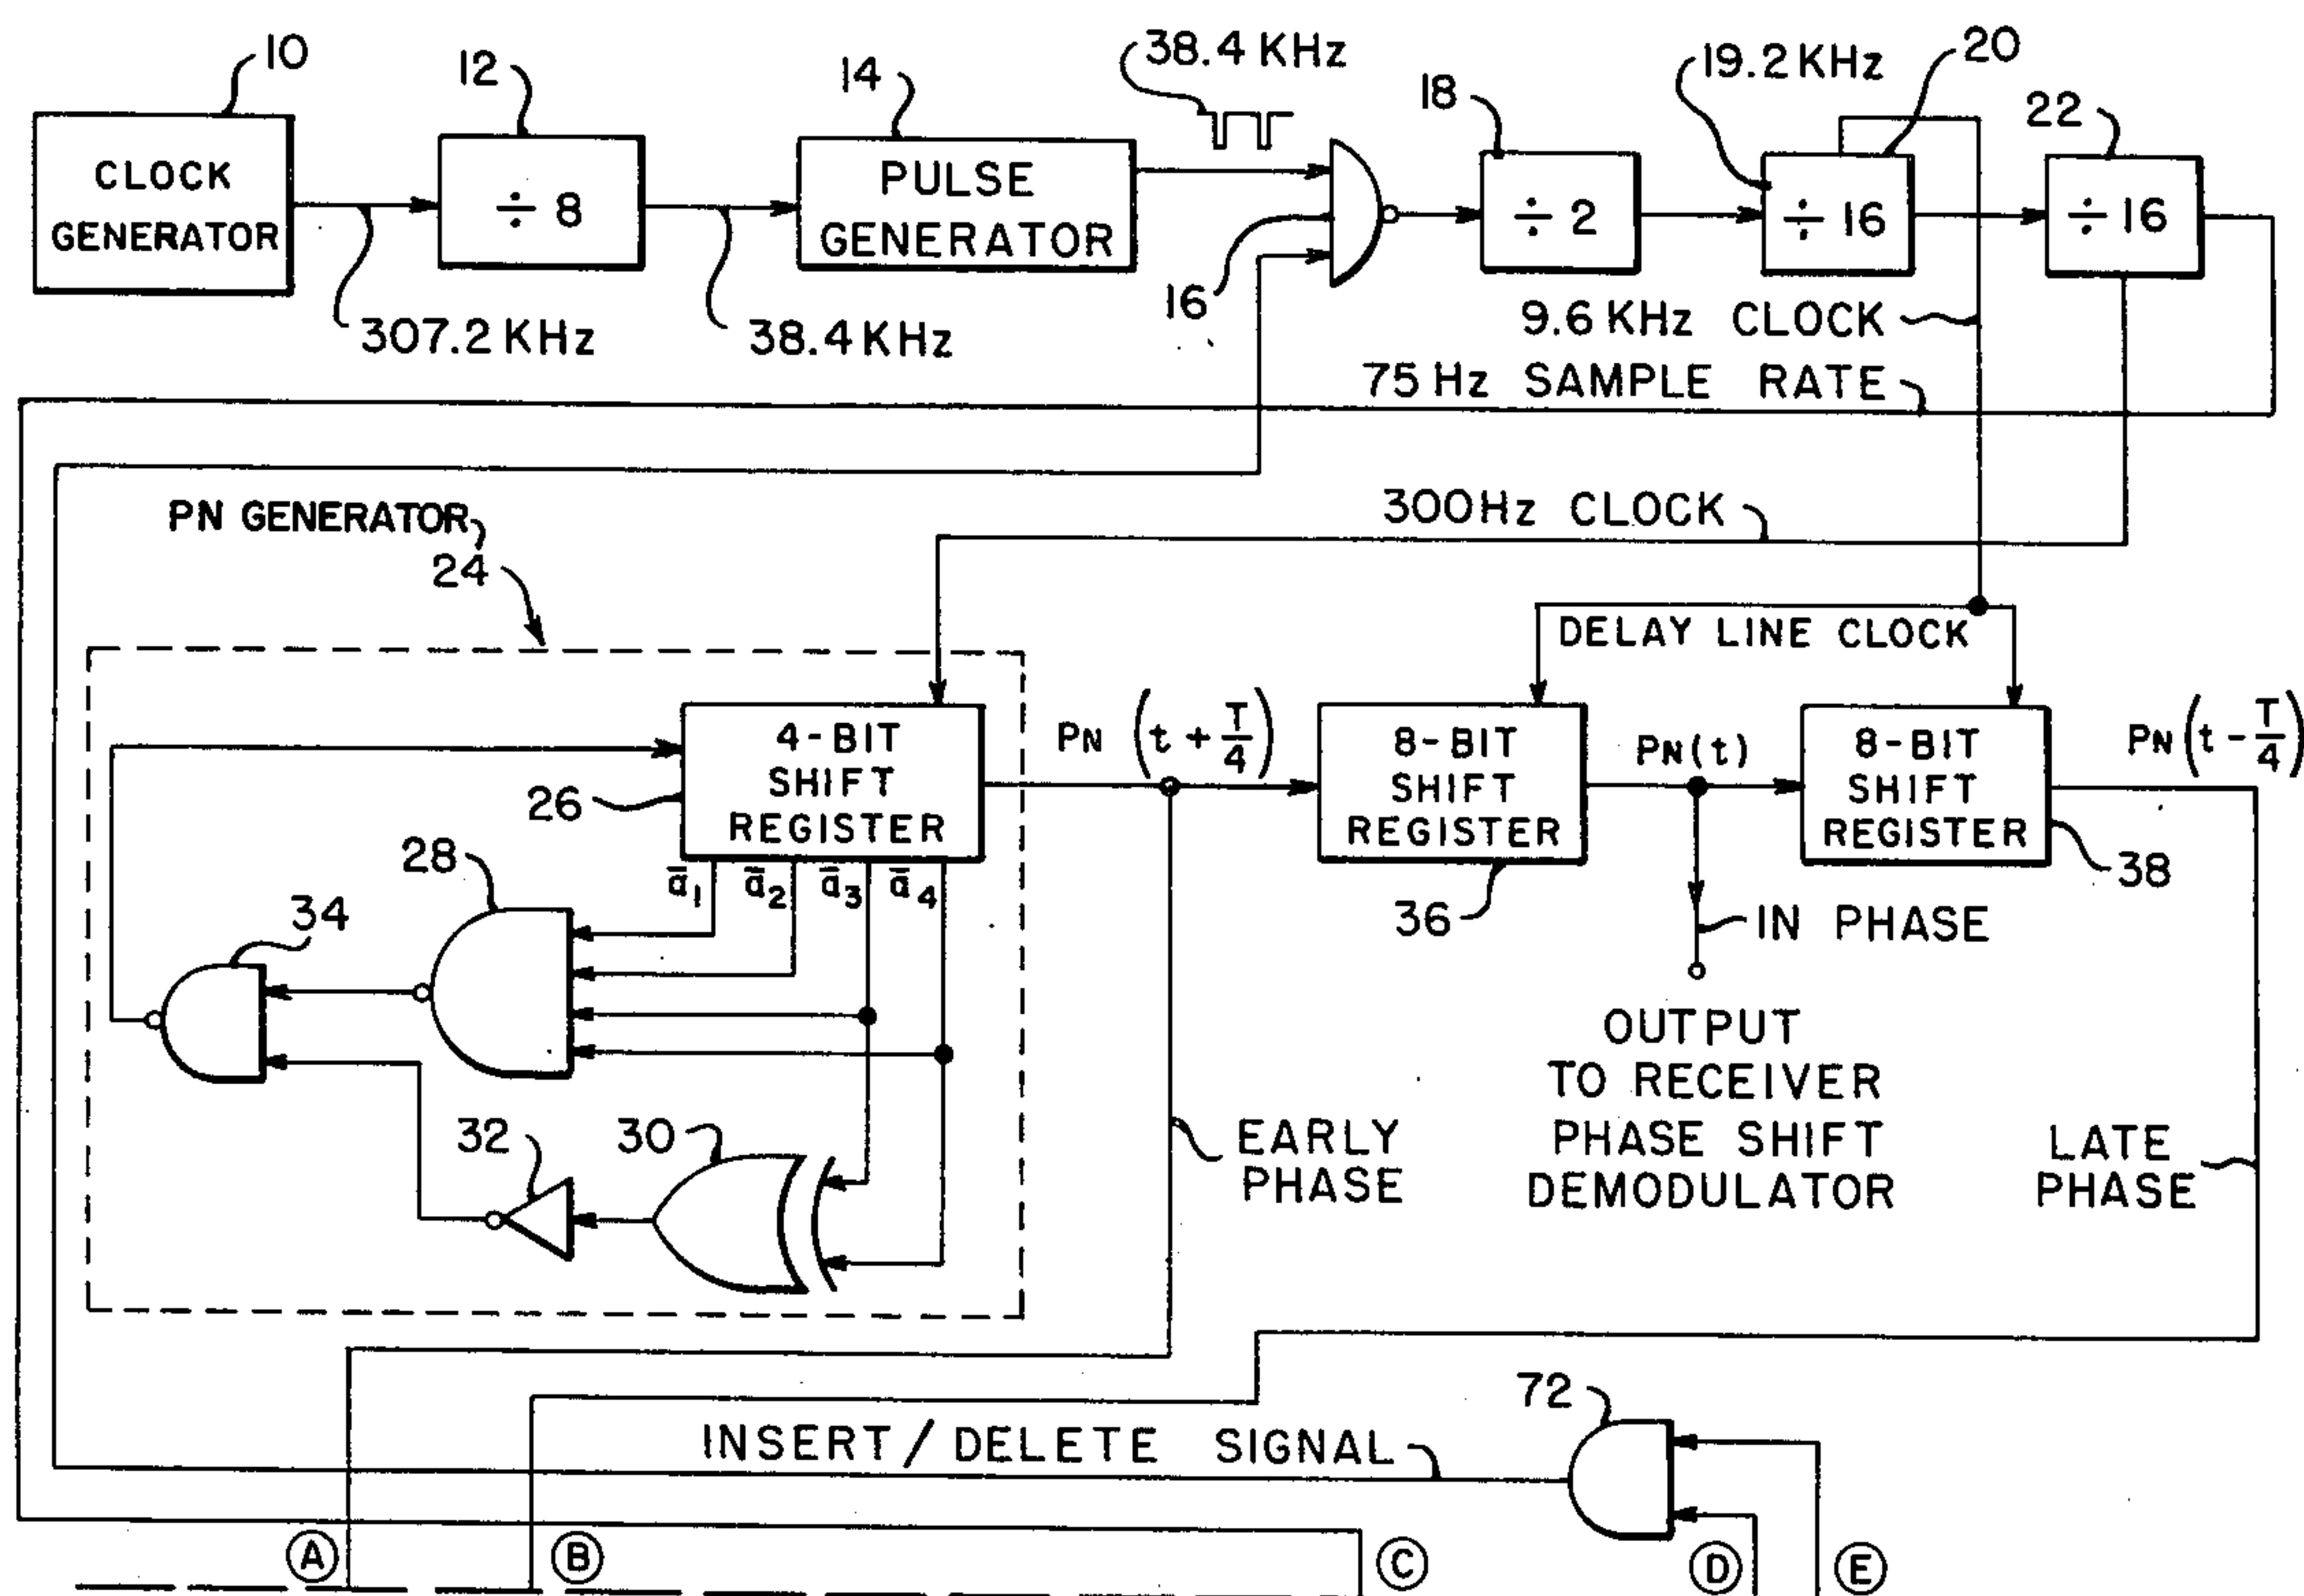 10
12
14
38.4 KHz
18
19.2 KHz
20
22
CLOCK
GENERATOR
÷ 8
PULSE
GENERATOR
÷ 2
÷ 16
÷ 16
16
307.2 KHz
38.4 KHz
9.6 KHz CLOCK
75 Hz SAMPLE RATE
300Hz CLOCK
PN GENERATOR
24
DELAY LINE CLOCK
4-BIT
SHIFT
REGISTER
26
PN (t + T/4)
8-BIT
SHIFT
REGISTER
PN(t)
8-BIT
SHIFT
REGISTER
PN(t - T/4)
28
ā1 ā2 ā3 ā4
36
38
34
IN PHASE
OUTPUT
TO RECEIVER
PHASE SHIFT
DEMODULATOR
32
30
EARLY
PHASE
LATE
PHASE
72
INSERT / DELETE SIGNAL
A
B
C
D
E